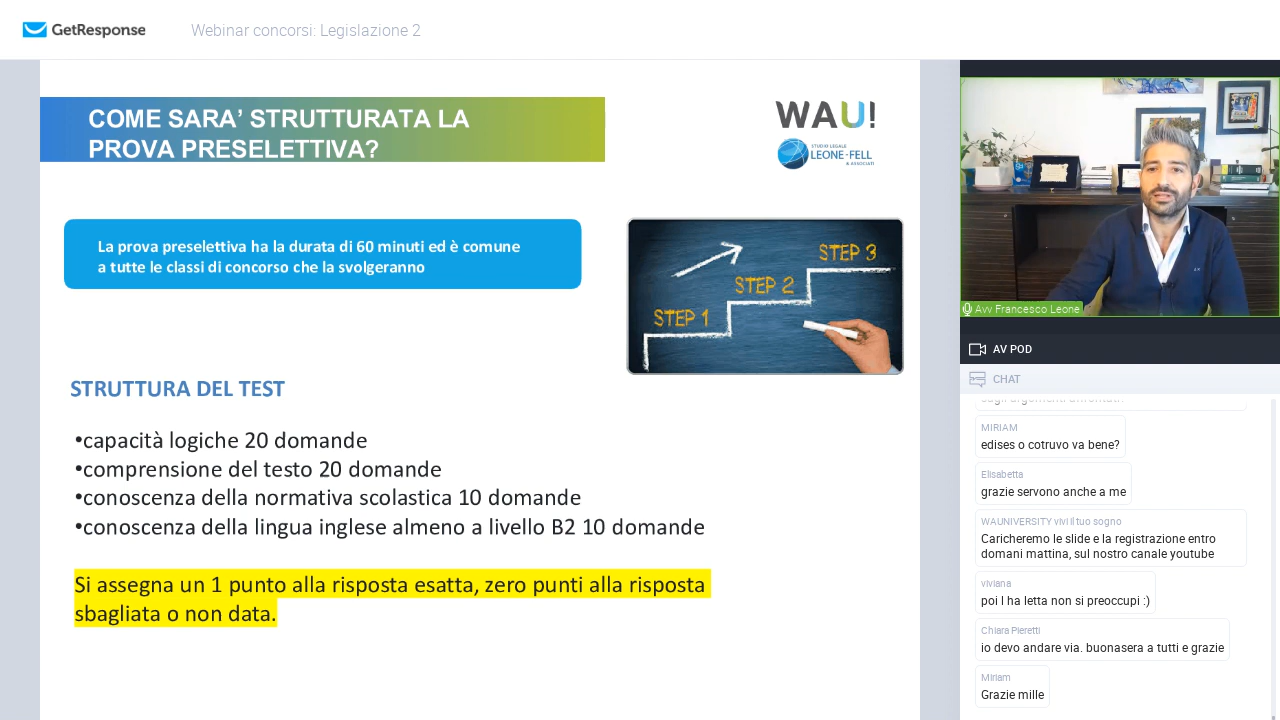 GetResponse
Webinar concorsi: Legislazione 2
COME SARA’ STRUTTURATA LA
PROVA PRESELETTIVA?
WAU!
STUDIO LEGALE
LEONE-FELL
& ASSOCIATI
La prova preselettiva ha la durata di 60 minuti ed è comune
a tutte le classi di concorso che la svolgeranno
STEP 1
STEP 2
STEP 3
STRUTTURA DEL TEST
•capacità logiche 20 domande
•comprensione del testo 20 domande
•conoscenza della normativa scolastica 10 domande
•conoscenza della lingua inglese almeno a livello B2 10 domande
Si assegna un 1 punto alla risposta esatta, zero punti alla risposta
sbagliata o non data.
Avv Francesco Leone
AV POD
CHAT
MIRIAM
edises o cotruvo va bene?
Elisabetta
grazie servono anche a me
WAUNIVERSITY vivi il tuo sogno
Caricheremo le slide e la registrazione entro
domani mattina, sul nostro canale youtube
viviana
poi l ha letta non si preoccupi :)
Chiara Pieretti
io devo andare via. buonasera a tutti e grazie
Miriam
Grazie mille